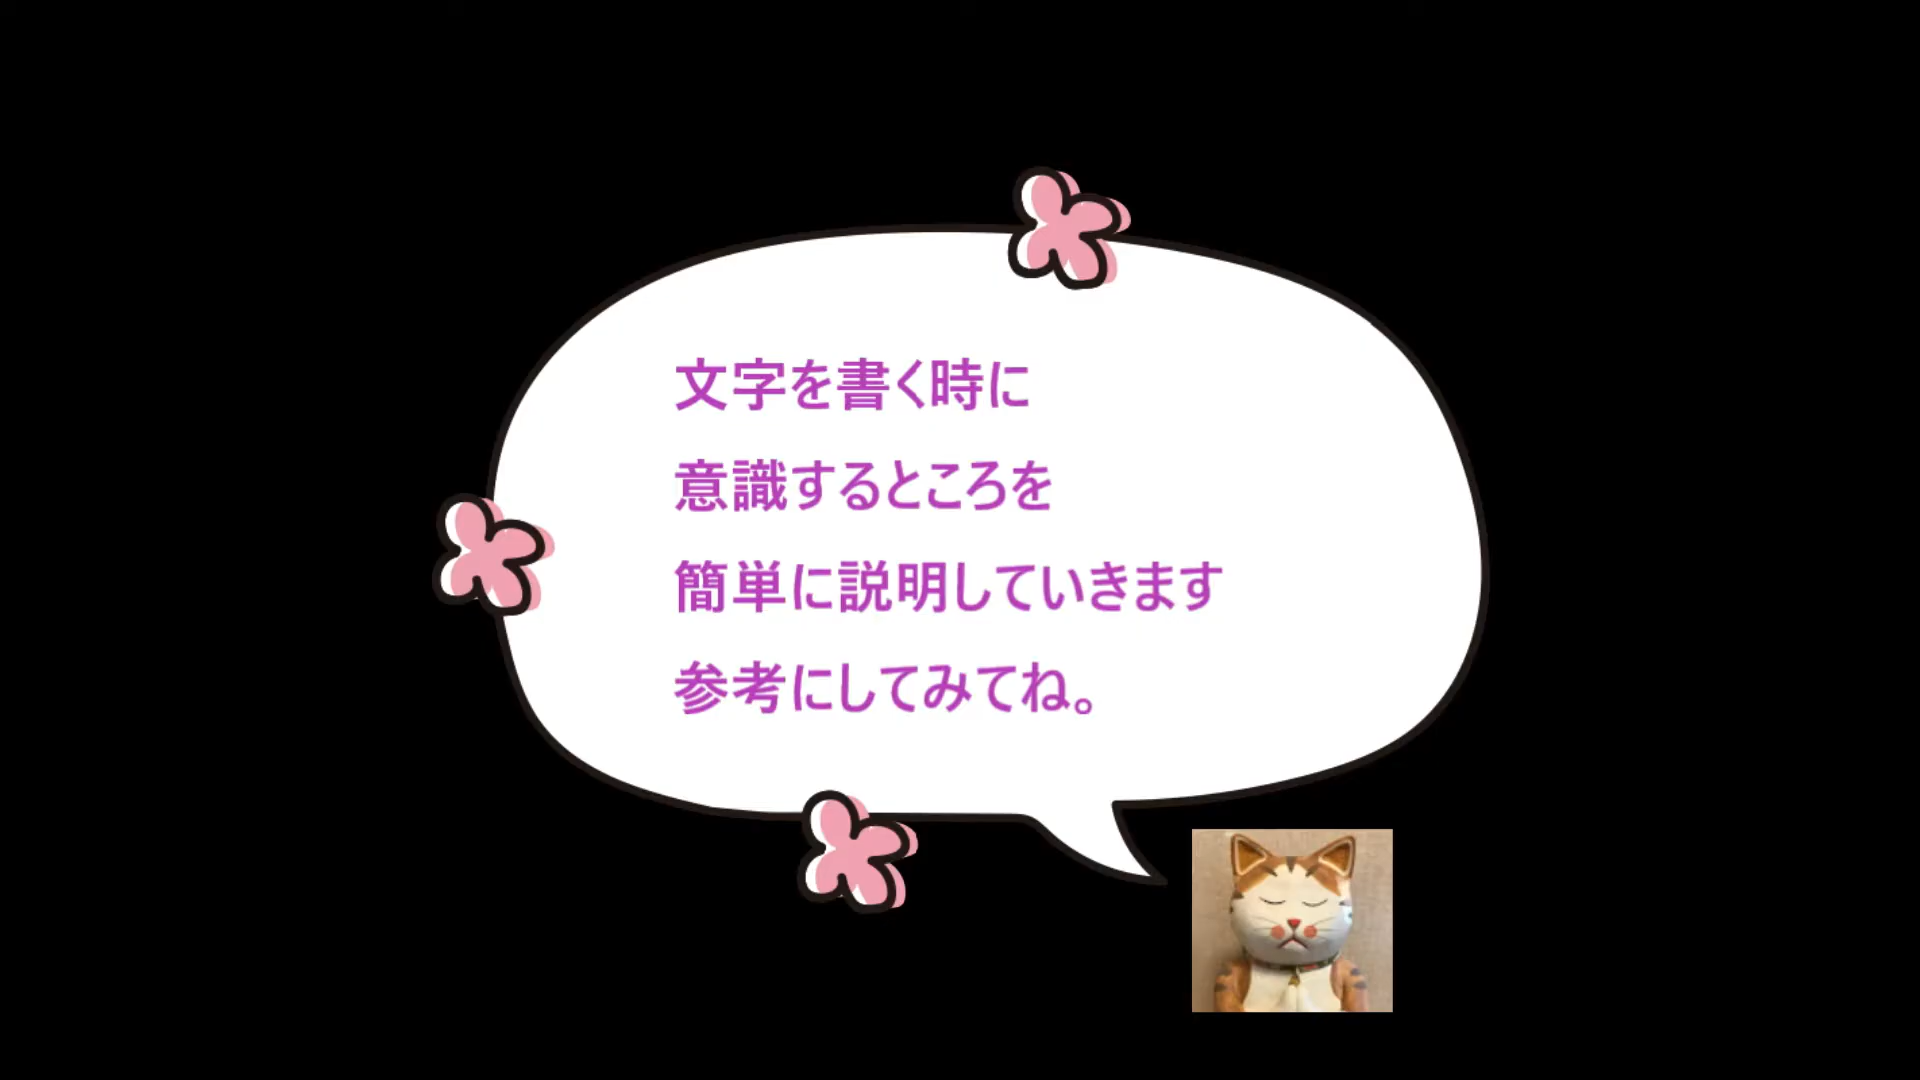 文字を書く時に
意識するところを
簡単に説明していきます
参考にしてみてね。